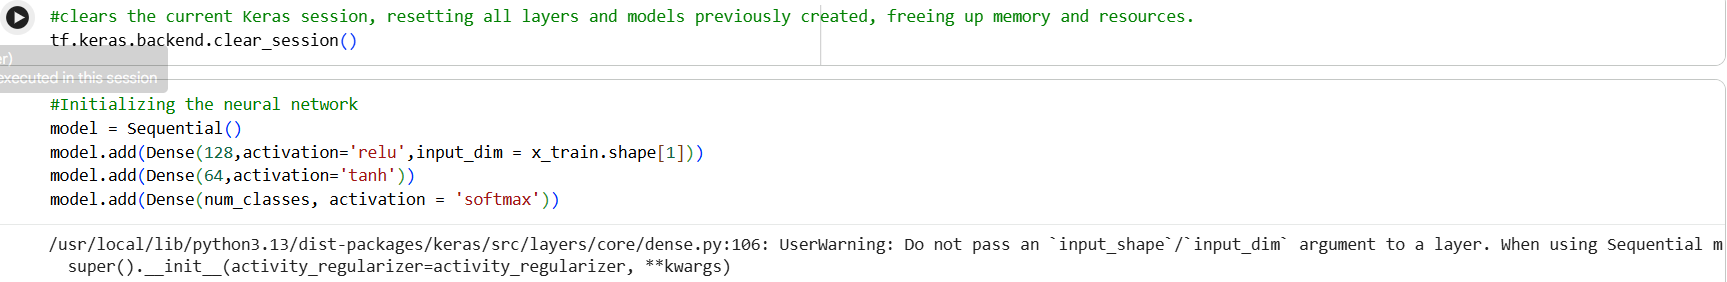 #clears the current Keras session, resetting all layers and models previously created, freeing up memory and resources.
tf.keras.backend.clear_session()
er)
executed in this session
#Initializing the neural network
model = Sequential()
model.add(Dense(128,activation='relu',input_dim = x_train.shape[1]))
model.add(Dense(64,activation='tanh'))
model.add(Dense(num_classes, activation = 'softmax'))
/usr/local/lib/python3.13/dist-packages/keras/src/layers/core/dense.py:106: UserWarning: Do not pass an `input_shape`/`input_dim` argument to a layer. When using Sequential m
super().__init__(activity_regularizer=activity_regularizer, **kwargs)